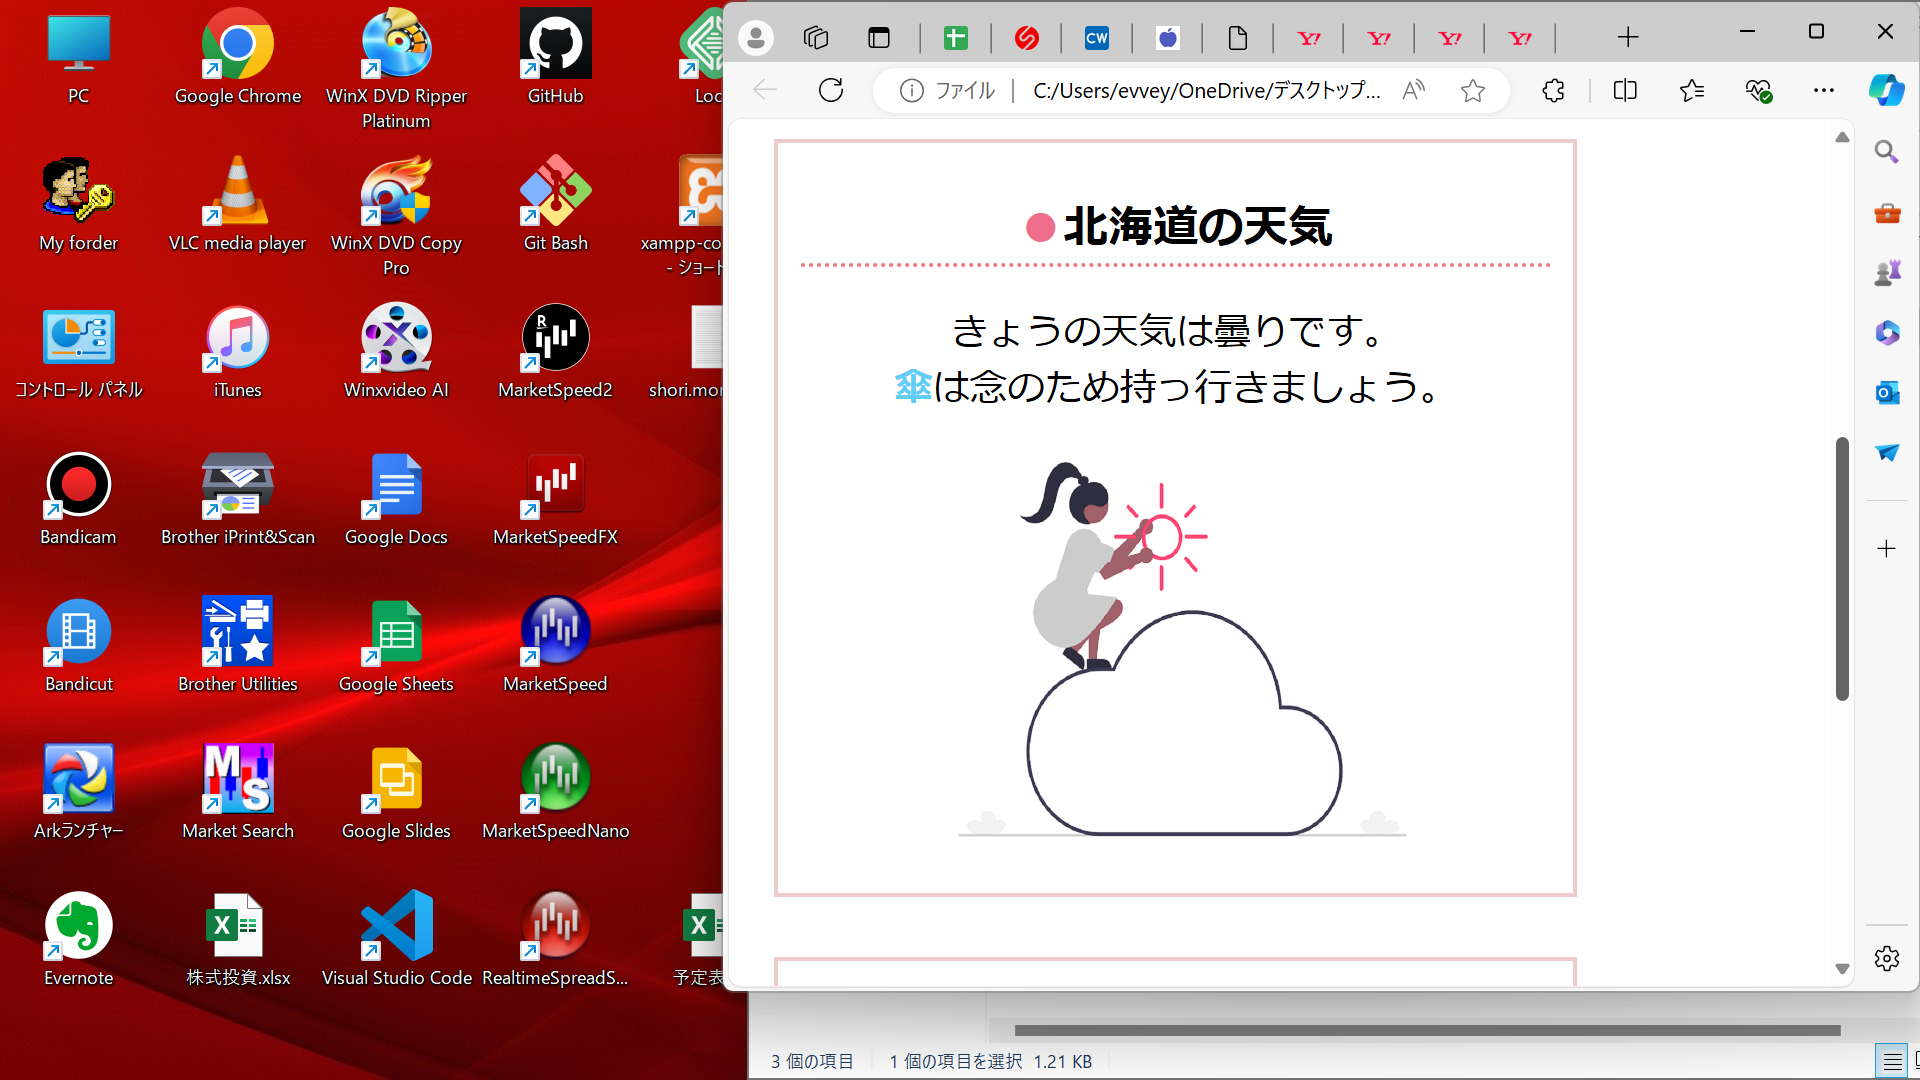 PC
Google Chrome
WinX DVD Ripper
Platinum
GitHub
Loc
My forder
VLC media player
WinX DVD Copy
Pro
Git Bash
xampp-co
- ショート
コントロール パネル
iTunes
Winxvideo AI
R
MarketSpeed2
shori.mor
Bandicam
Brother iPrint&Scan
Google Docs
MarketSpeedFX
Bandicut
Brother Utilities
Google Sheets
MarketSpeed
M
S
Arkランチャー
Market Search
Google Slides
MarketSpeedNano
X
X
Evernote
株式投資.xlsx
Visual Studio Code
RealtimeSpreadS...
予定表
CW
Y!
Y!
Y!
Y!
ファイル
C:/Users/evvey/OneDrive/デスクトップ...
北海道の天気
きょうの天気は曇りです。
傘は念のため持っ行きましょう。
3 個の項目
1 個の項目を選択 1.21 KB